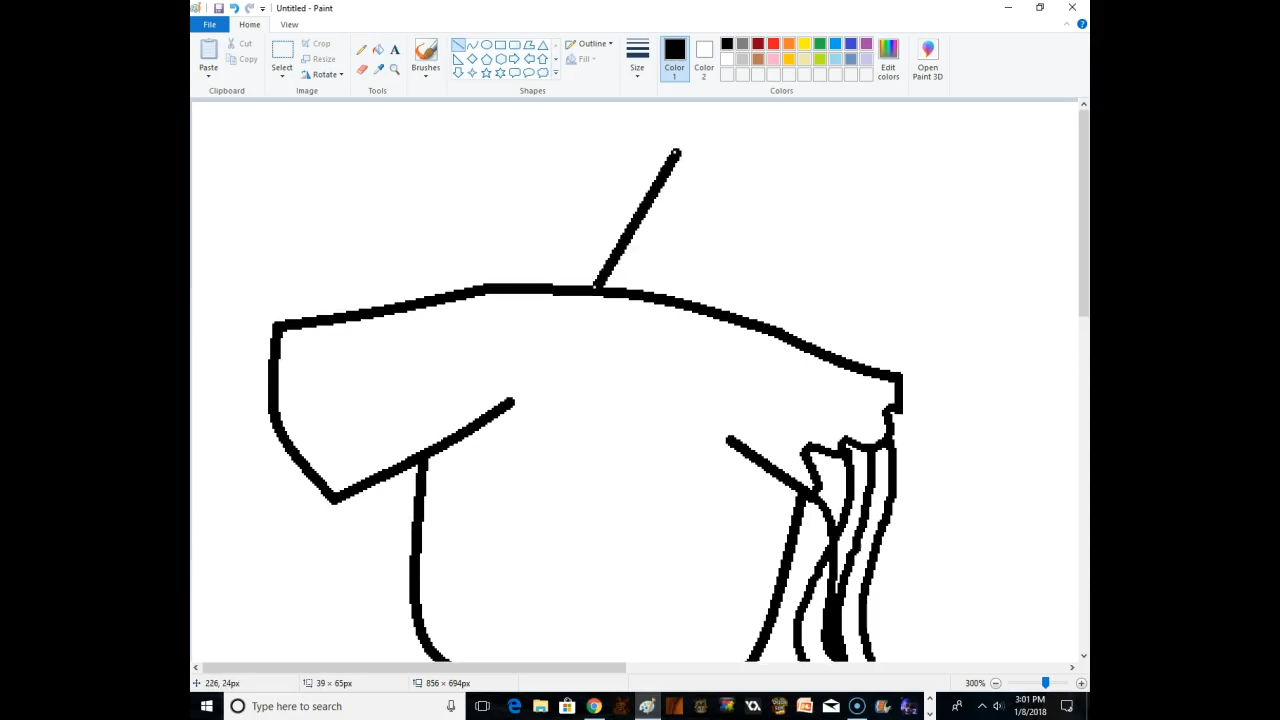 Untitled - Paint
File Home View
Paste
Cut
Copy
Clipboard
Select
Crop
Resize
Rotate
Image
A
Tools
Brushes
Outline
Fill
Shapes
Size
Color 1
Color 2
Edit colors
Colors
Open Paint 3D
226, 24px
39 × 65px
856 × 694px
300%
Type here to search
3:01 PM
1/8/2018